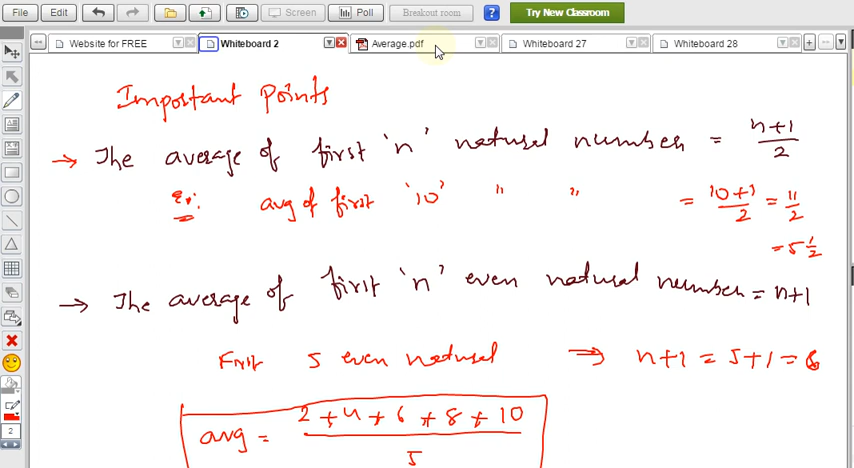 File Edit Screen Poll Breakout room ? Try New Classroom
Website for FREE Whiteboard 2 Average.pdf Whiteboard 27 Whiteboard 28
Important Points
→ The average of first 'n' natural number = n+1/2
Ex: avg of first '10' " " = 10+1/2 = 11/2
= 5 1/2
→ The average of first 'n' even natural number = n+1
First 5 even natural ⇒ n+1 = 5+1 = 6
avg = 2+4+6+8+10/5
2